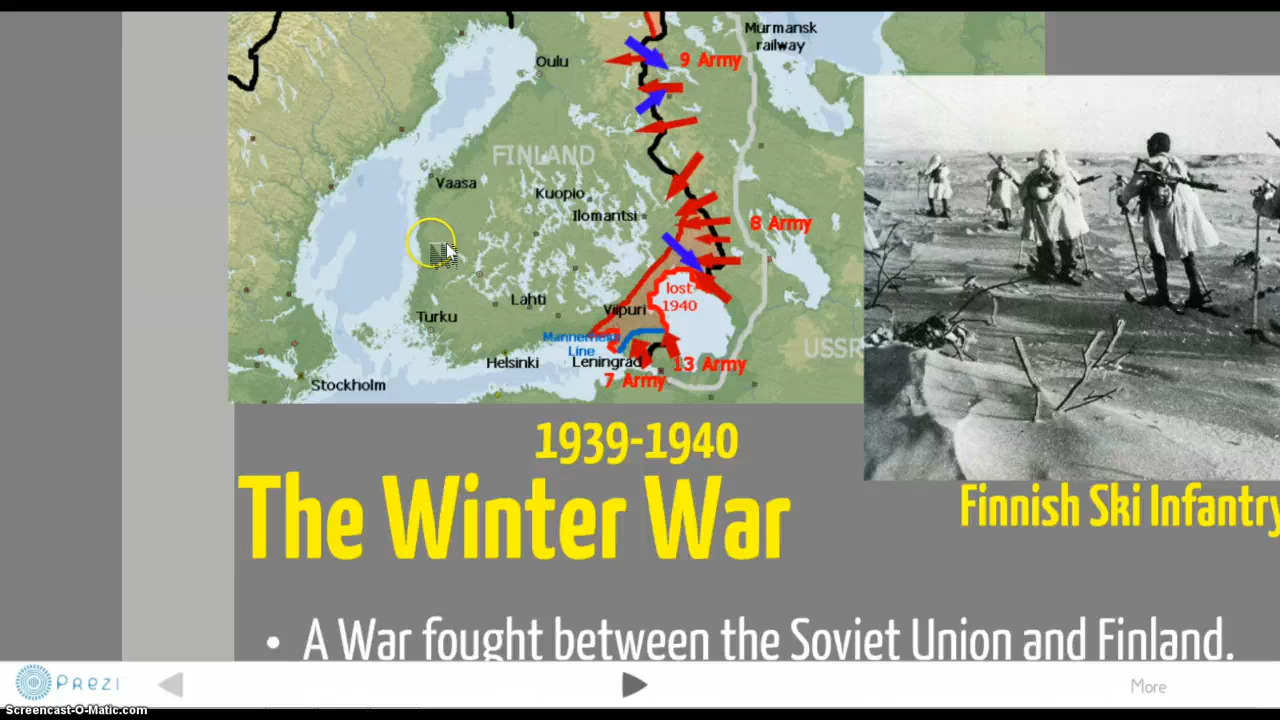 Murmansk
railway
Oulu
9 Army
FINLAND
Vaasa
Kuopio
Ilomantsi
8 Army
lost
1940
Lahti
Viipuri
Turku
Mannerheim
Line
USSR
Helsinki
Leningrad
13 Army
7 Army
Stockholm
1939-1940
The Winter War
Finnish Ski Infantry
• A War fought between the Soviet Union and Finland.
PREZI
More
Screencast-O-Matic.com